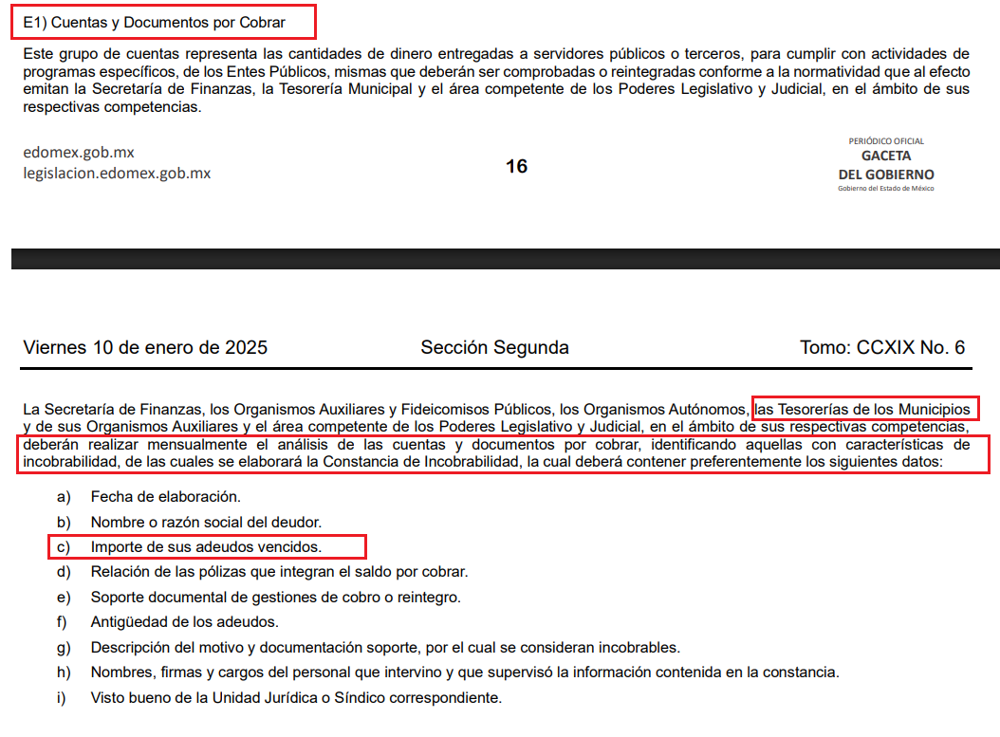 E1) Cuentas y Documentos por Cobrar
Este grupo de cuentas representa las cantidades de dinero entregadas a servidores públicos o terceros, para cumplir con actividades de
programas específicos, de los Entes Públicos, mismas que deberán ser comprobadas o reintegradas conforme a la normatividad que al efecto
emitan la Secretaría de Finanzas, la Tesorería Municipal y el área competente de los Poderes Legislativo y Judicial, en el ámbito de sus
respectivas competencias.
edomex.gob.mx
legislacion.edomex.gob.mx
16
PERIÓDICO OFICIAL
GACETA
DEL GOBIERNO
Gobierno del Estado de México
Viernes 10 de enero de 2025 Sección Segunda Tomo: CCXIX No. 6
La Secretaría de Finanzas, los Organismos Auxiliares y Fideicomisos Públicos, los Organismos Autónomos, las Tesorerías de los Municipios
y de sus Organismos Auxiliares y el área competente de los Poderes Legislativo y Judicial, en el ámbito de sus respectivas competencias,
deberán realizar mensualmente el análisis de las cuentas y documentos por cobrar, identificando aquellas con características de
incobrabilidad, de las cuales se elaborará la Constancia de Incobrabilidad, la cual deberá contener preferentemente los siguientes datos:
a) Fecha de elaboración.
b) Nombre o razón social del deudor.
c) Importe de sus adeudos vencidos.
d) Relación de las pólizas que integran el saldo por cobrar.
e) Soporte documental de gestiones de cobro o reintegro.
f) Antigüedad de los adeudos.
g) Descripción del motivo y documentación soporte, por el cual se consideran incobrables.
h) Nombres, firmas y cargos del personal que intervino y que supervisó la información contenida en la constancia.
i) Visto bueno de la Unidad Jurídica o Síndico correspondiente.